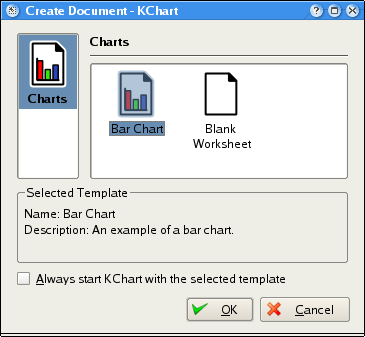 Create Document - KChart
Charts
Charts
Bar Chart
Blank
Worksheet
Selected Template
Name: Bar Chart
Description: An example of a bar chart.
Always start KChart with the selected template
OK
Cancel